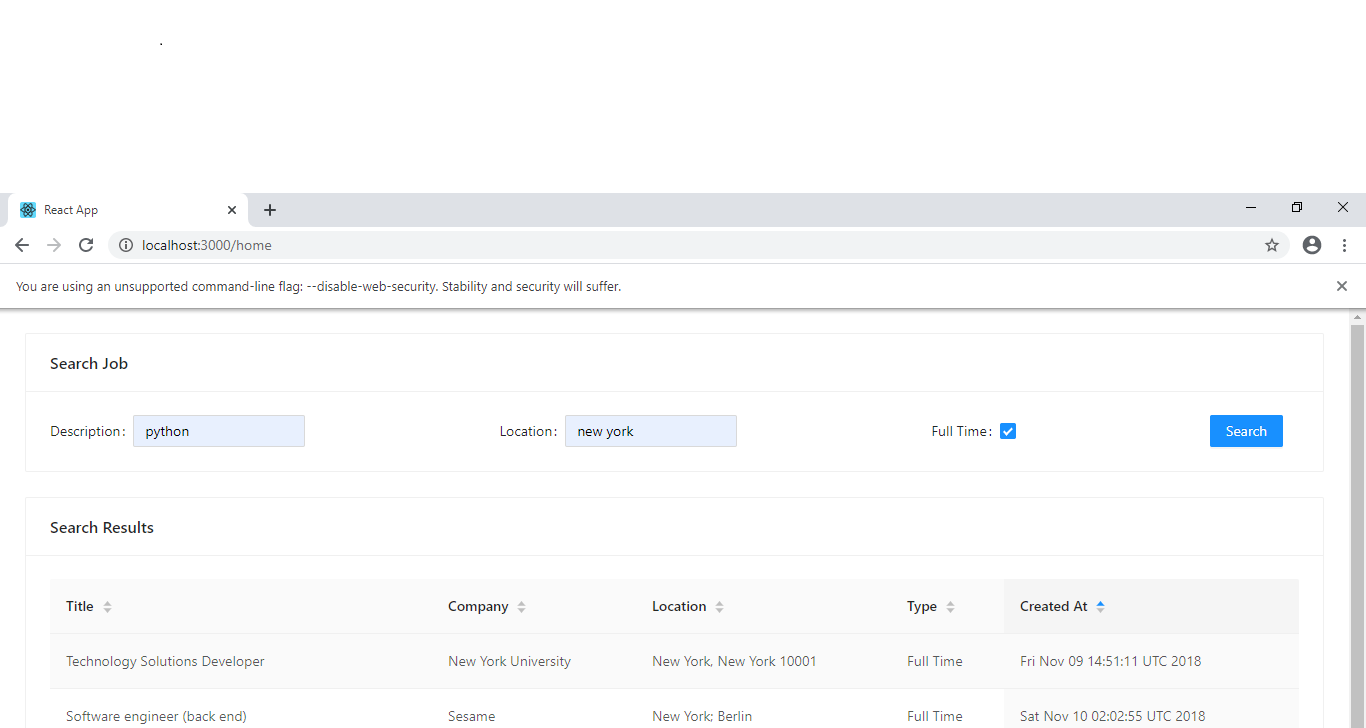 .
React App
localhost:3000/home
You are using an unsupported command-line flag: --disable-web-security. Stability and security will suffer.
Search Job
Description: python Location: new york Full Time: Search
Search Results
Title Company Location Type Created At
Technology Solutions Developer New York University New York, New York 10001 Full Time Fri Nov 09 14:51:11 UTC 2018
Software engineer (back end) Sesame New York; Berlin Full Time Sat Nov 10 02:02:55 UTC 2018